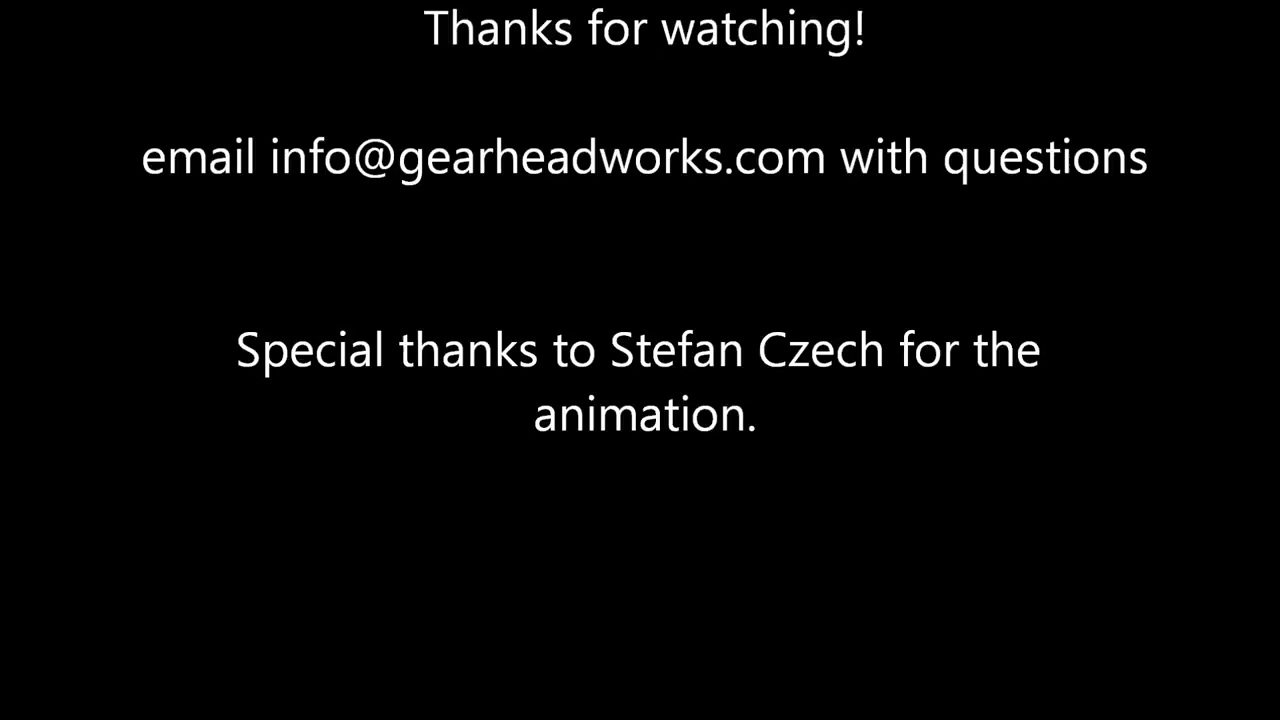 Thanks for watching!
email info@gearheadworks.com with questions
Special thanks to Stefan Czech for the
animation.